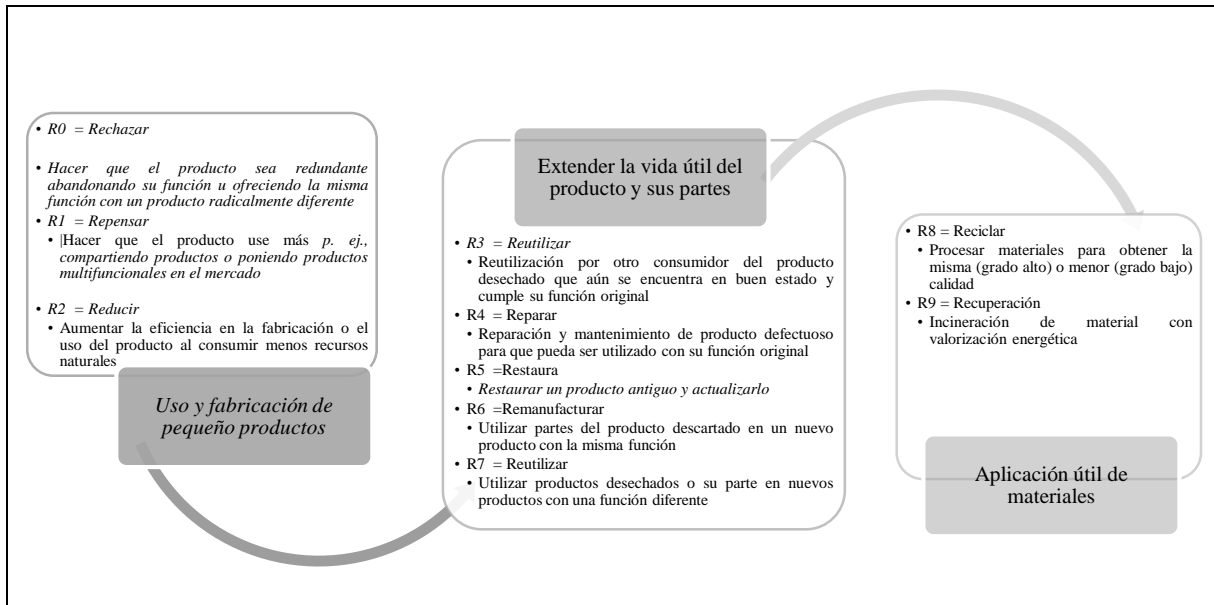 • R0 = Rechazar
• Hacer que el producto sea redundante
abandonando su función u ofreciendo la misma
función con un producto radicalmente diferente
• R1 = Repensar
• |Hacer que el producto use más p. ej.,
compartiendo productos o poniendo productos
multifuncionales en el mercado
• R2 = Reducir
• Aumentar la eficiencia en la fabricación o el
uso del producto al consumir menos recursos
naturales
Uso y fabricación de
pequeño productos
Extender la vida útil del
producto y sus partes
• R3 = Reutilizar
• Reutilización por otro consumidor del producto
desechado que aún se encuentra en buen estado y
cumple su función original
• R4 = Reparar
• Reparación y mantenimiento de producto defectuoso
para que pueda ser utilizado con su función original
• R5 =Restaura
• Restaurar un producto antiguo y actualizarlo
• R6 =Remanufacturar
• Utilizar partes del producto descartado en un nuevo
producto con la misma función
• R7 = Reutilizar
• Utilizar productos desechados o su parte en nuevos
productos con una función diferente
• R8 = Reciclar
• Procesar materiales para obtener la
misma (grado alto) o menor (grado bajo)
calidad
• R9 = Recuperación
• Incineración de material con
valorización energética
Aplicación útil de
materiales